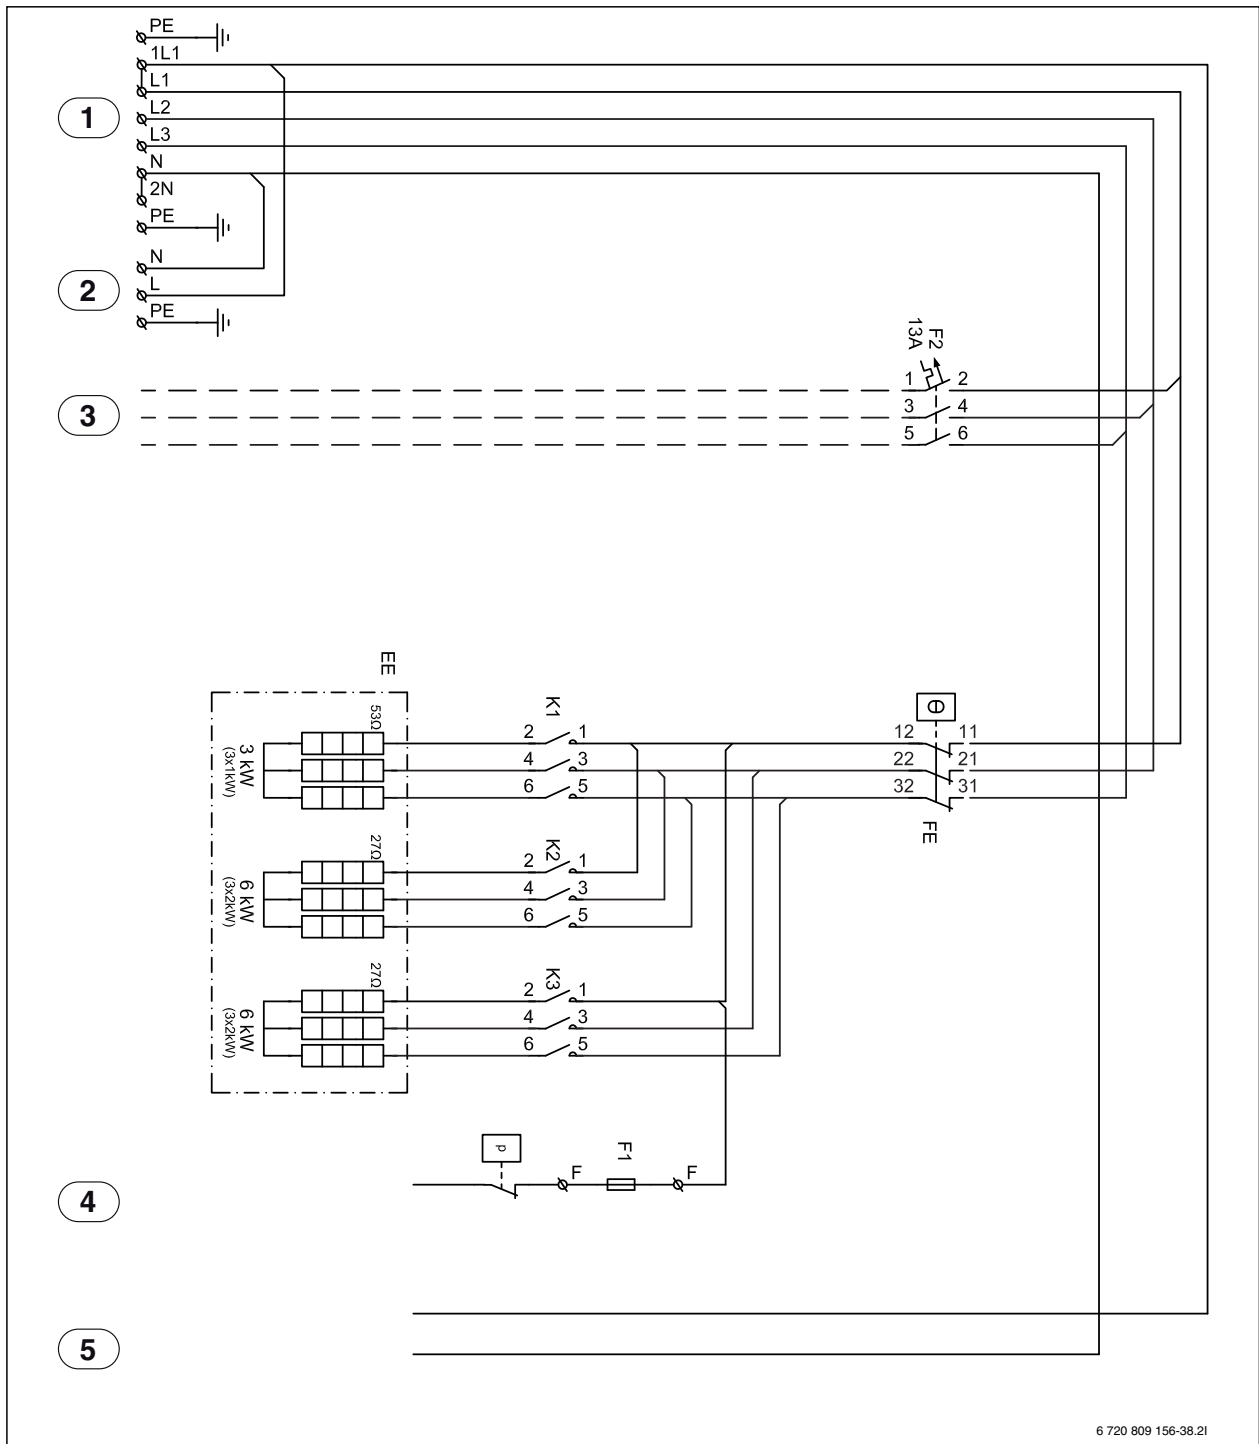 PE
1L1
L1
1
L2
L3
N
2N
PE
N
2
L
PE
F2
13A
1 2
3
3 4
5 6
EE
53Ω
K1
3 kW
(3x1kW)
2 1
4 3
6 5
Θ
12 11
22 21
32 31
FE
27Ω
K2
6 kW
(3x2kW)
2 1
4 3
6 5
27Ω
K3
6 kW
(3x2kW)
2 1
4 3
6 5
p
F1
F F
4
5
6 720 809 156-38.2I